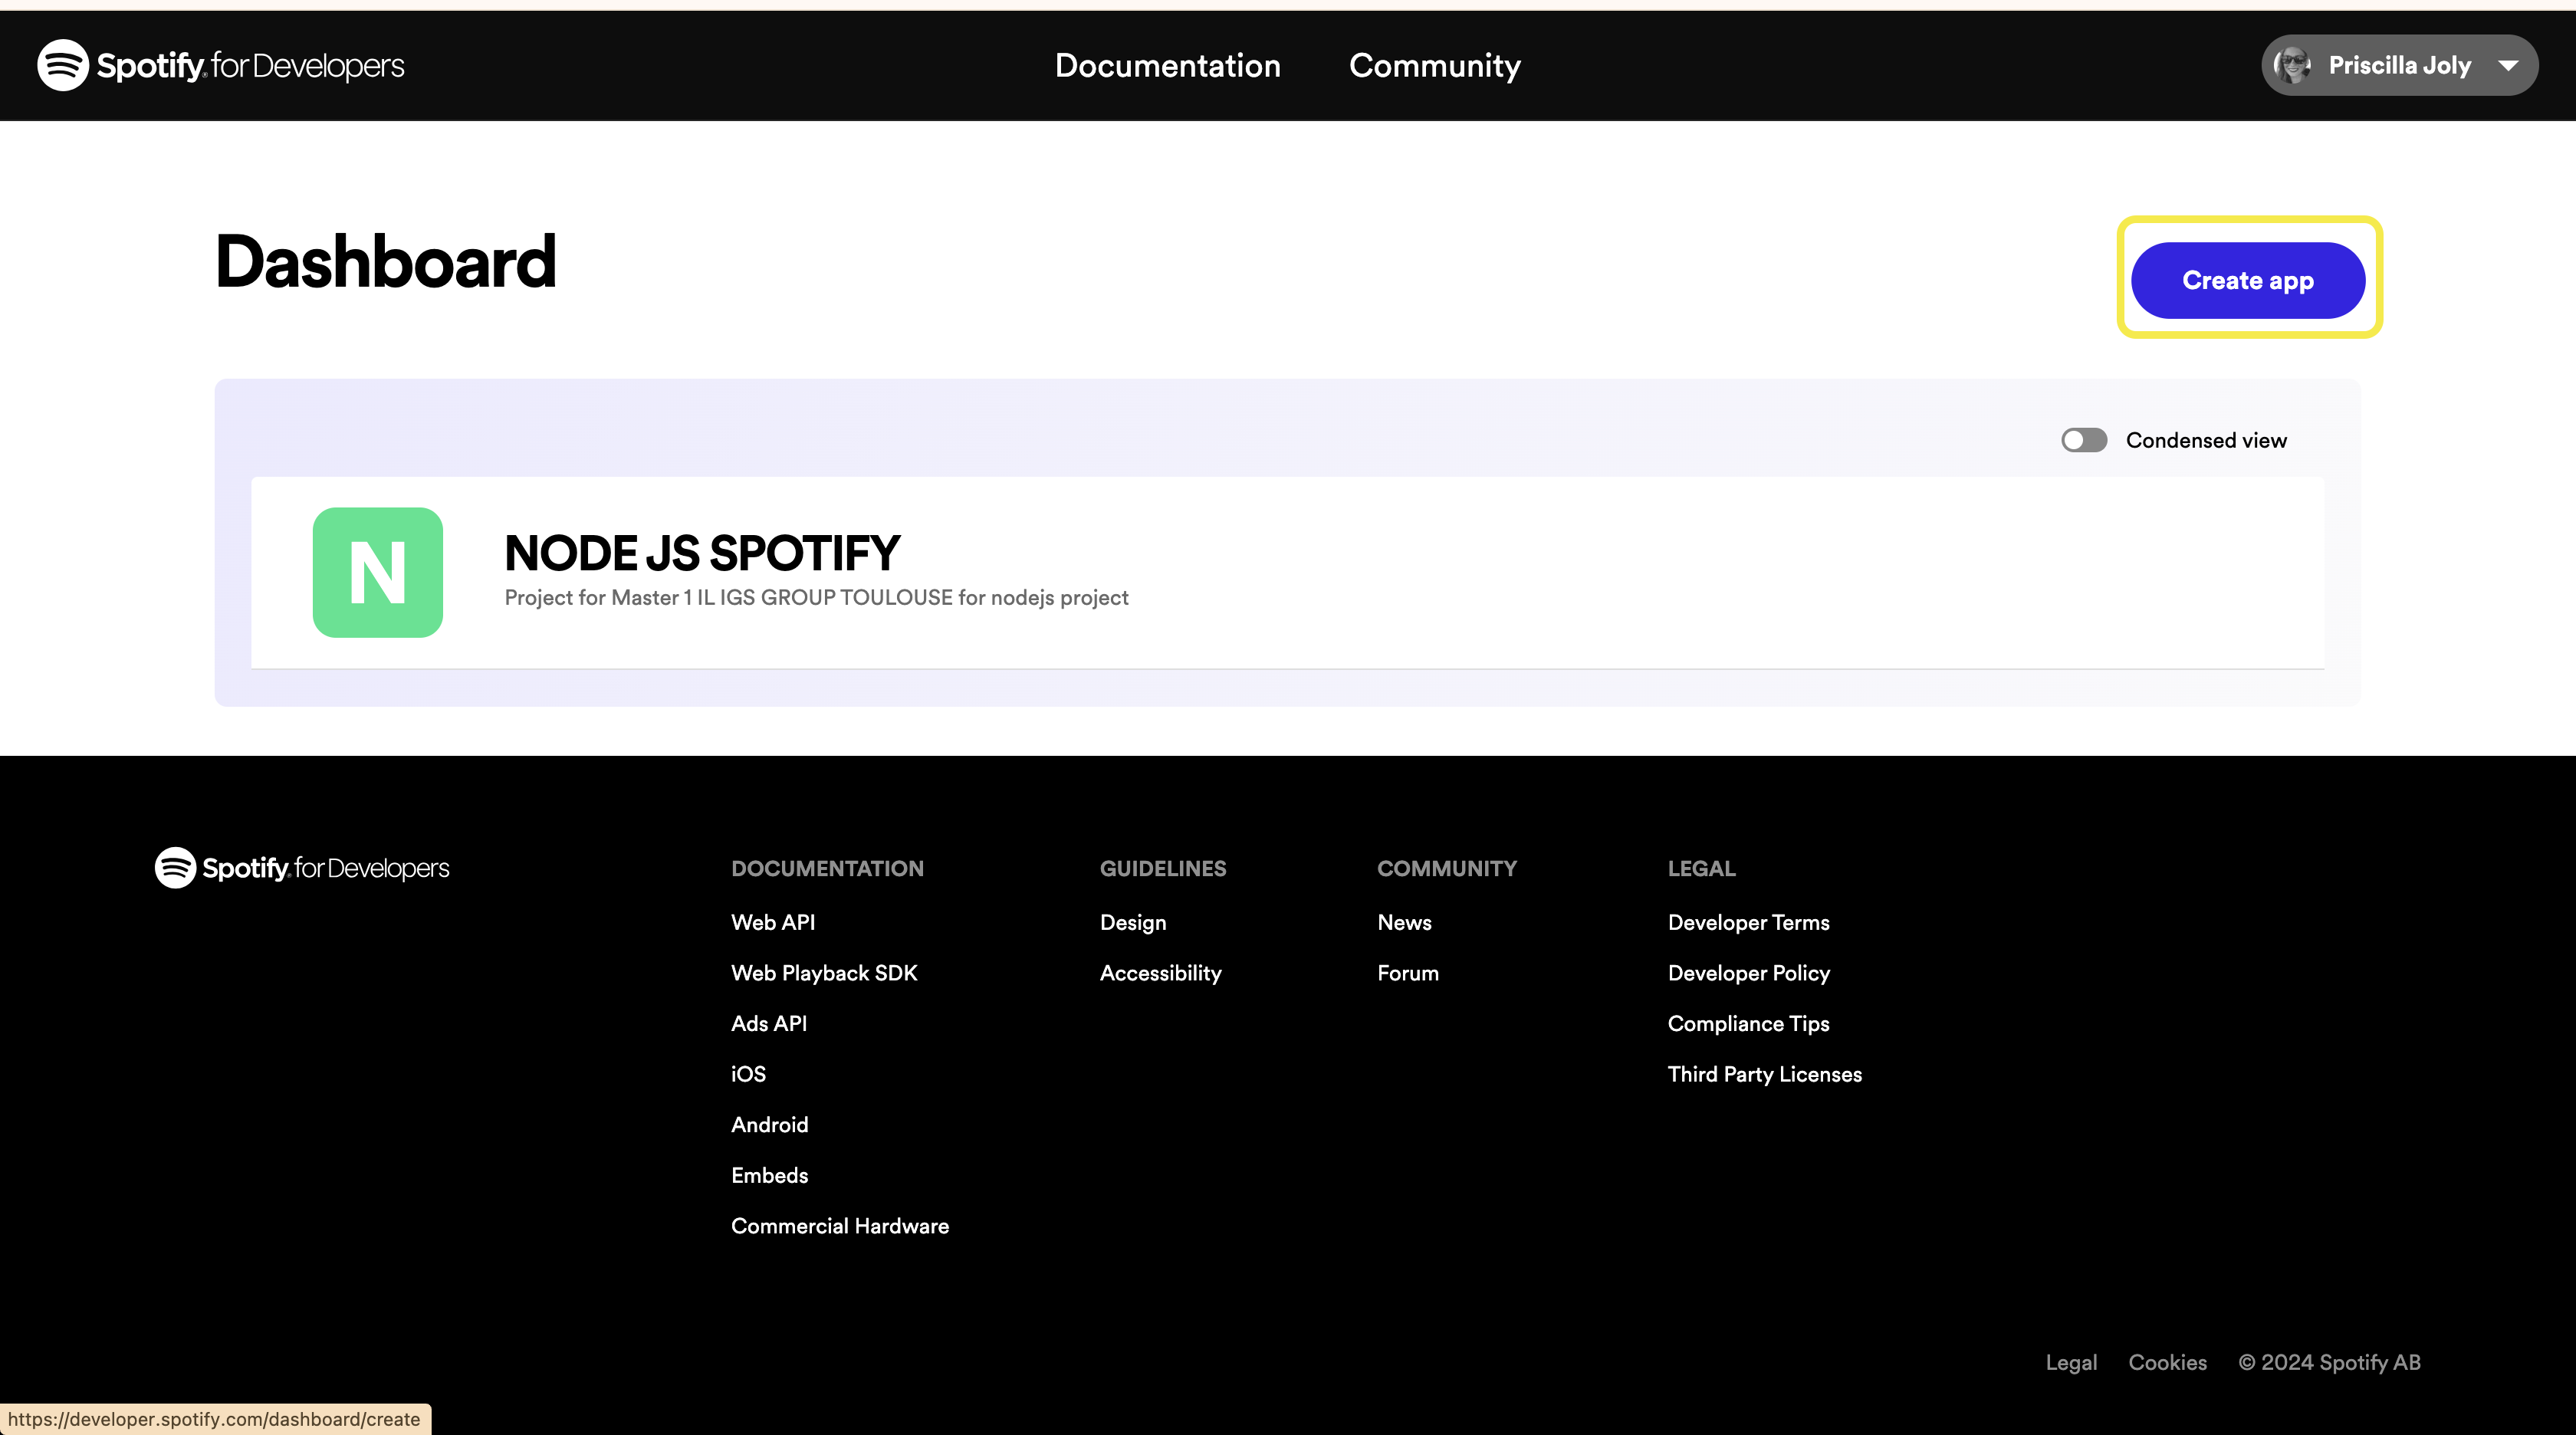 Spotify for Developers
Documentation
Community
Priscilla Joly
Dashboard
Create app
Condensed view
N
NODE JS SPOTIFY
Project for Master 1 IL IGS GROUP TOULOUSE for nodejs project
Spotify for Developers
DOCUMENTATION
Web API
Web Playback SDK
Ads API
iOS
Android
Embeds
Commercial Hardware
GUIDELINES
Design
Accessibility
COMMUNITY
News
Forum
LEGAL
Developer Terms
Developer Policy
Compliance Tips
Third Party Licenses
Legal
Cookies
© 2024 Spotify AB
https://developer.spotify.com/dashboard/create